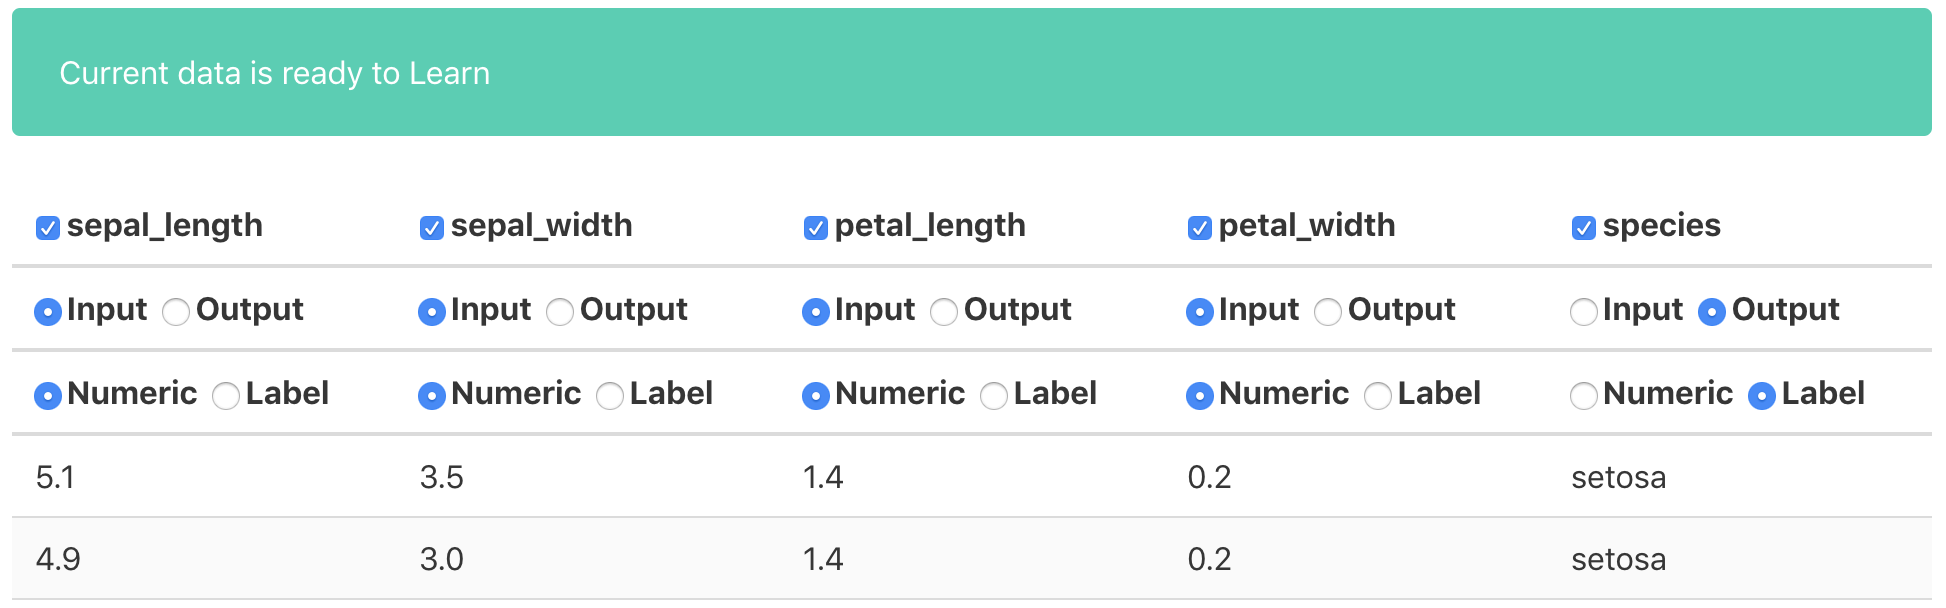 Current data is ready to Learn
sepal_length sepal_width petal_length petal_width species
Input Output Input Output Input Output Input Output Input Output
Numeric Label Numeric Label Numeric Label Numeric Label Numeric Label
5.1 3.5 1.4 0.2 setosa
4.9 3.0 1.4 0.2 setosa